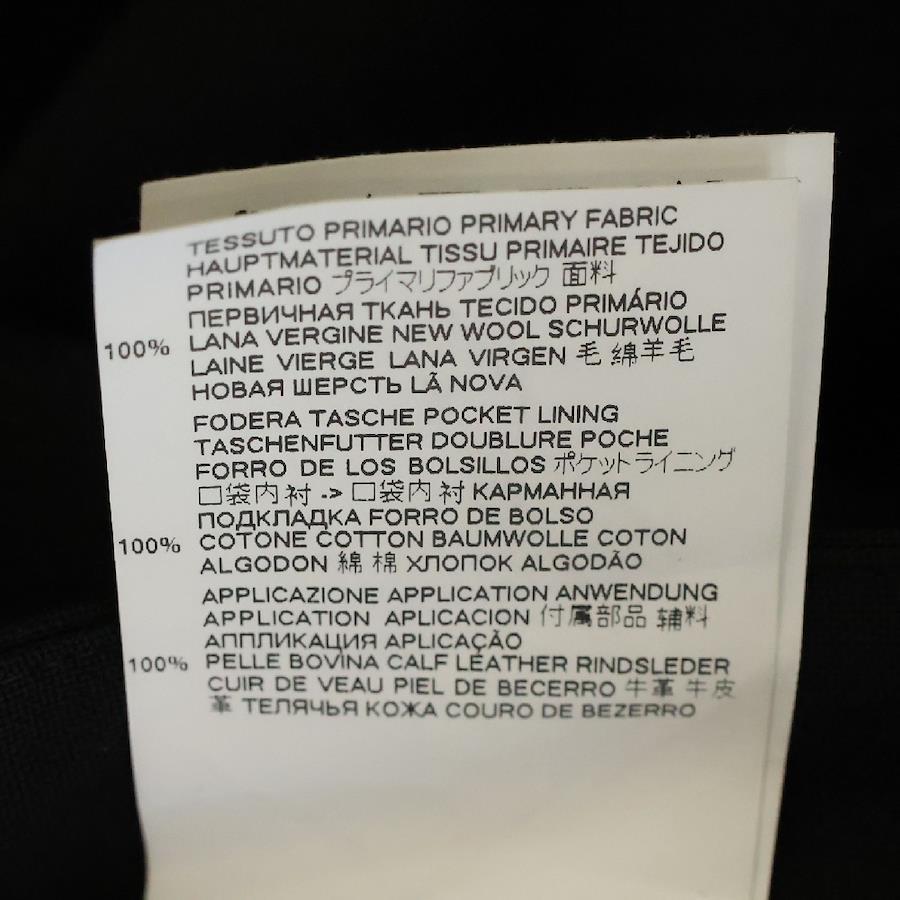 TESSUTO PRIMARIO PRIMARY FABRIC
HAUPTMATERIAL TISSU PRIMAIRE TEJIDO
PRIMARIO プライマリファブリック 面料
ПЕРВИЧНАЯ ТКАНЬ TECIDO PRIMÁRIO
100% LANA VERGINE NEW WOOL SCHURWOLLE
LAINE VIERGE LANA VIRGEN 毛 绵羊毛
НОВАЯ ШЕРСТЬ LÃ NOVA
FODERA TASCHE POCKET LINING
TASCHENFUTTER DOUBLURE POCHE
FORRO DE LOS BOLSILLOS ポケットライニング
口袋内衬 -> 口袋内衬 КАРМАННАЯ
ПОДКЛАДКА FORRO DE BOLSO
100% COTONE COTTON BAUMWOLLE COTON
ALGODON 綿 棉 ХЛОПОК ALGODÃO
APPLICAZIONE APPLICATION ANWENDUNG
APPLICATION APLICACION 付属部品 辅料
АППЛИКАЦИЯ APLICAÇÃO
100% PELLE BOVINA CALF LEATHER RINDSLEDER
CUIR DE VEAU PIEL DE BECERRO 牛革 牛皮
革 ТЕЛЯЧЬЯ КОЖА COURO DE BEZERRO